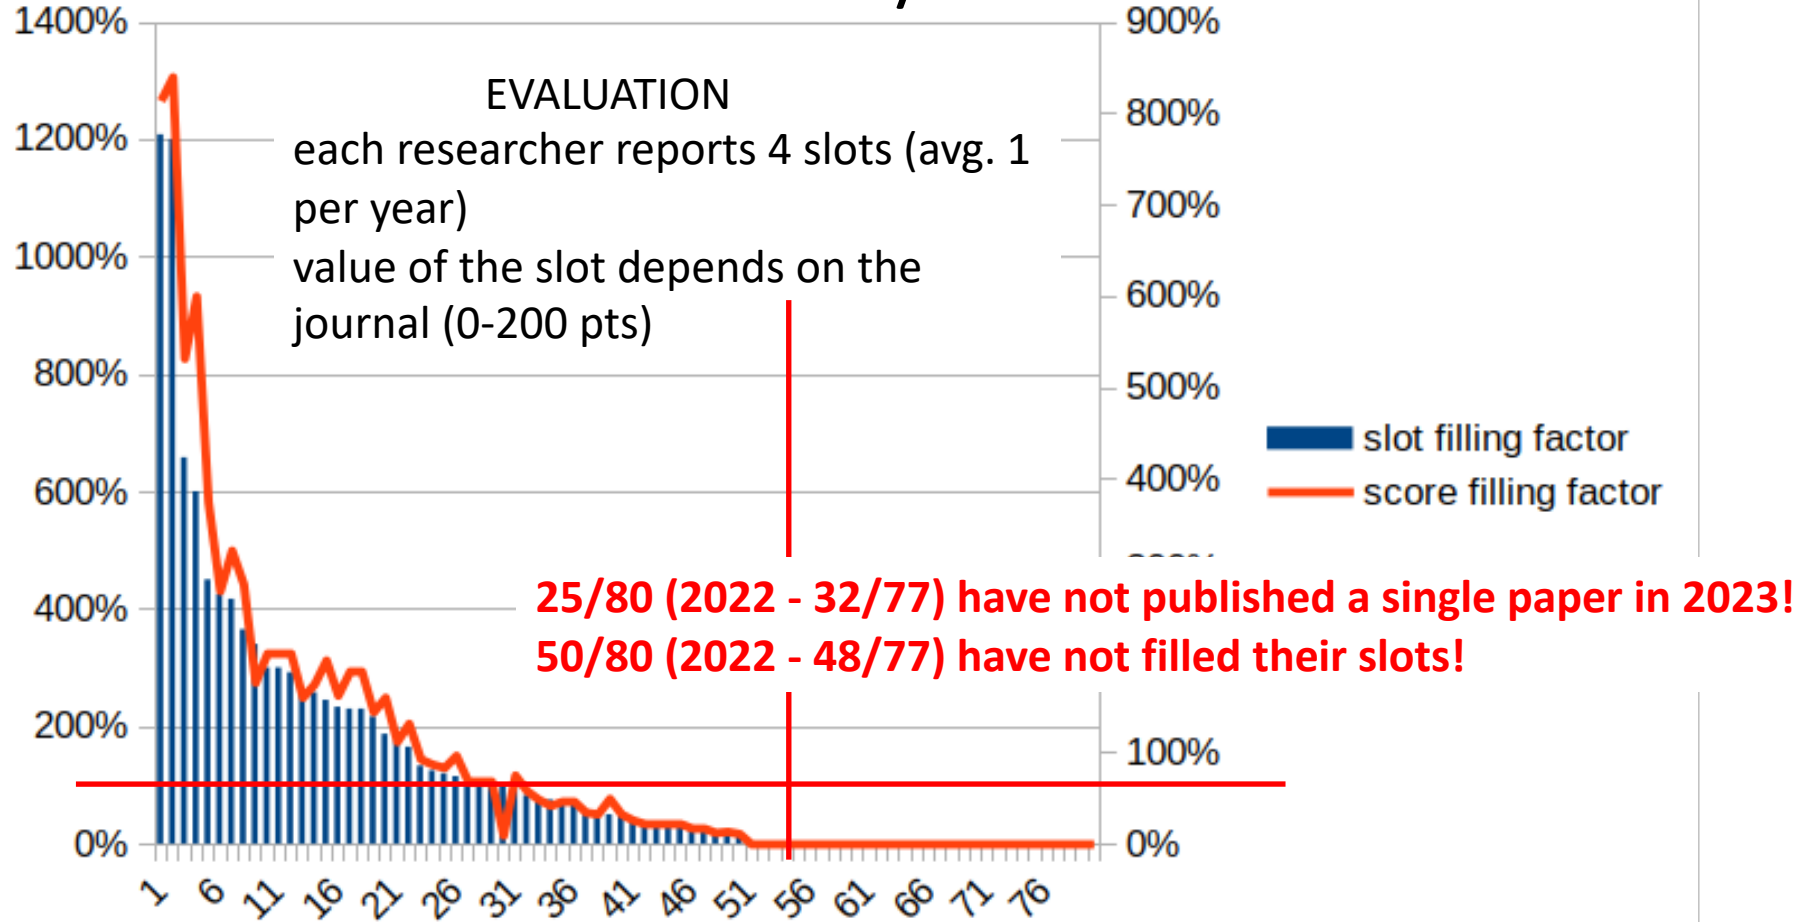 1400%
900%
EVALUATION
each researcher reports 4 slots (avg. 1
per year)
value of the slot depends on the
journal (0-200 pts)
1200%
1000%
800%
600%
400%
200%
0%
800%
700%
600%
500%
400%
100%
0%
slot filling factor
score filling factor
25/80 (2022 - 32/77) have not published a single paper in 2023!
50/80 (2022 - 48/77) have not filled their slots!
1 6 11 16 21 26 31 36 41 46 51 56 61 66 71 76